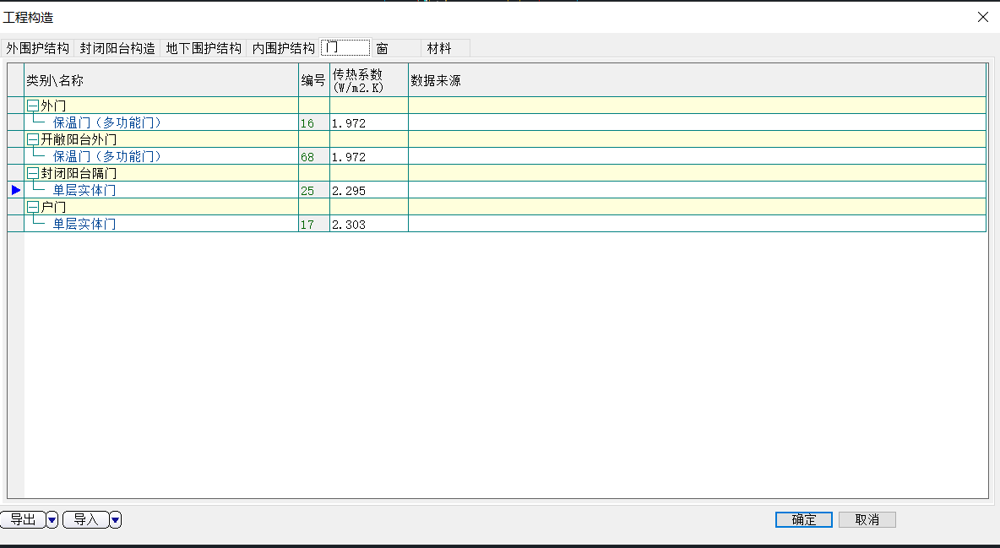 工程构造
外围护结构 封闭阳台构造 地下围护结构 内围护结构 门 窗 材料
类别\名称 编号 传热系数 (W/m2.K) 数据来源
外门
保温门（多功能门） 16 1.972
开敞阳台外门
保温门（多功能门） 68 1.972
封闭阳台隔门
单层实体门 25 2.295
户门
单层实体门 17 2.303
导出 导入 确定 取消